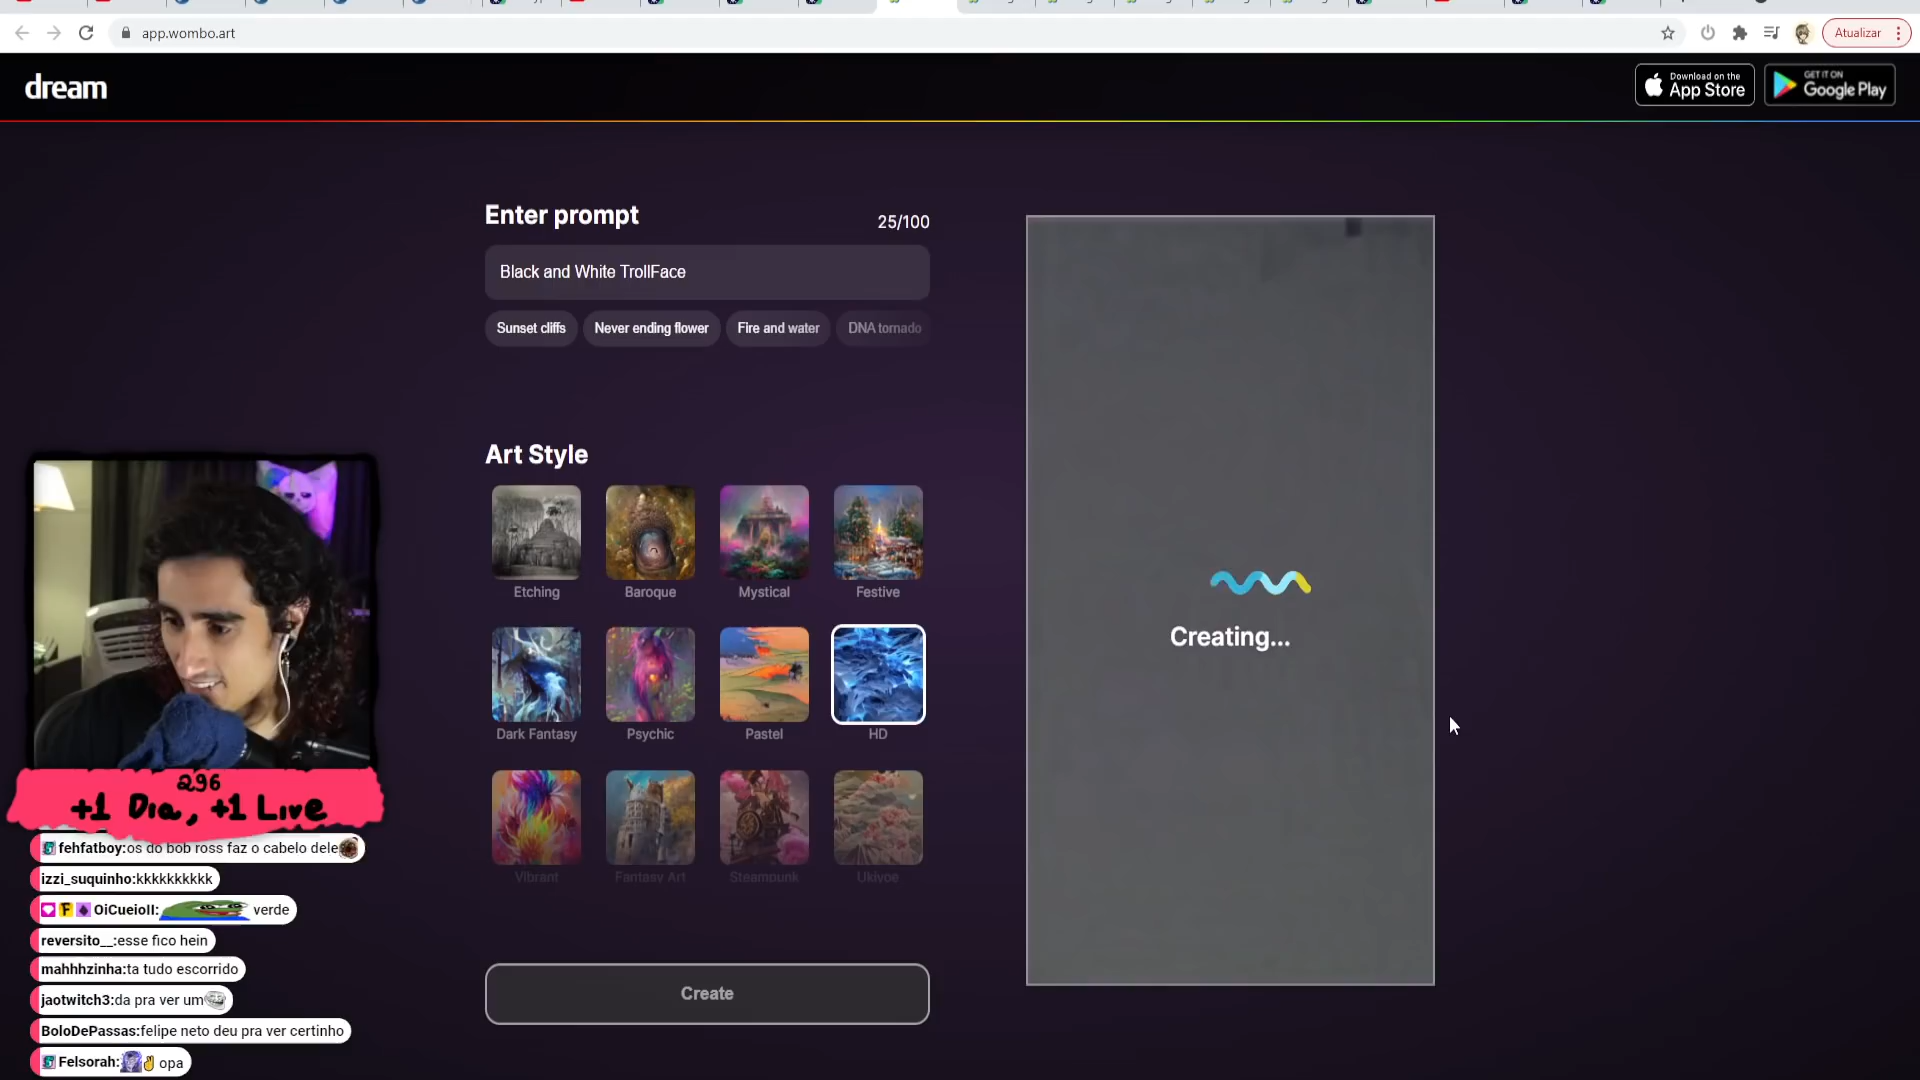 app.wombo.art
Atualizar
dream
Download on the
App Store
GET IT ON
Google Play
Enter prompt
25/100
Black and White TrollFace
Sunset cliffs
Never ending flower
Fire and water
DNA tornado
Art Style
Etching
Baroque
Mystical
Festive
Dark Fantasy
Psychic
Pastel
HD
Vibrant
Fantasy Art
Steampunk
Ukiyoe
Create
Creating...
296
+1 Dia, +1 Live
fehfatboy:os do bob ross faz o cabelo dele
izzi_suquinho:kkkkkkkkkk
F OiCueioII: verde
reversito__:esse fico hein
mahhhzinha:ta tudo escorrido
jaotwitch3:da pra ver um
BoloDePassas:felipe neto deu pra ver certinho
Felsorah: opa